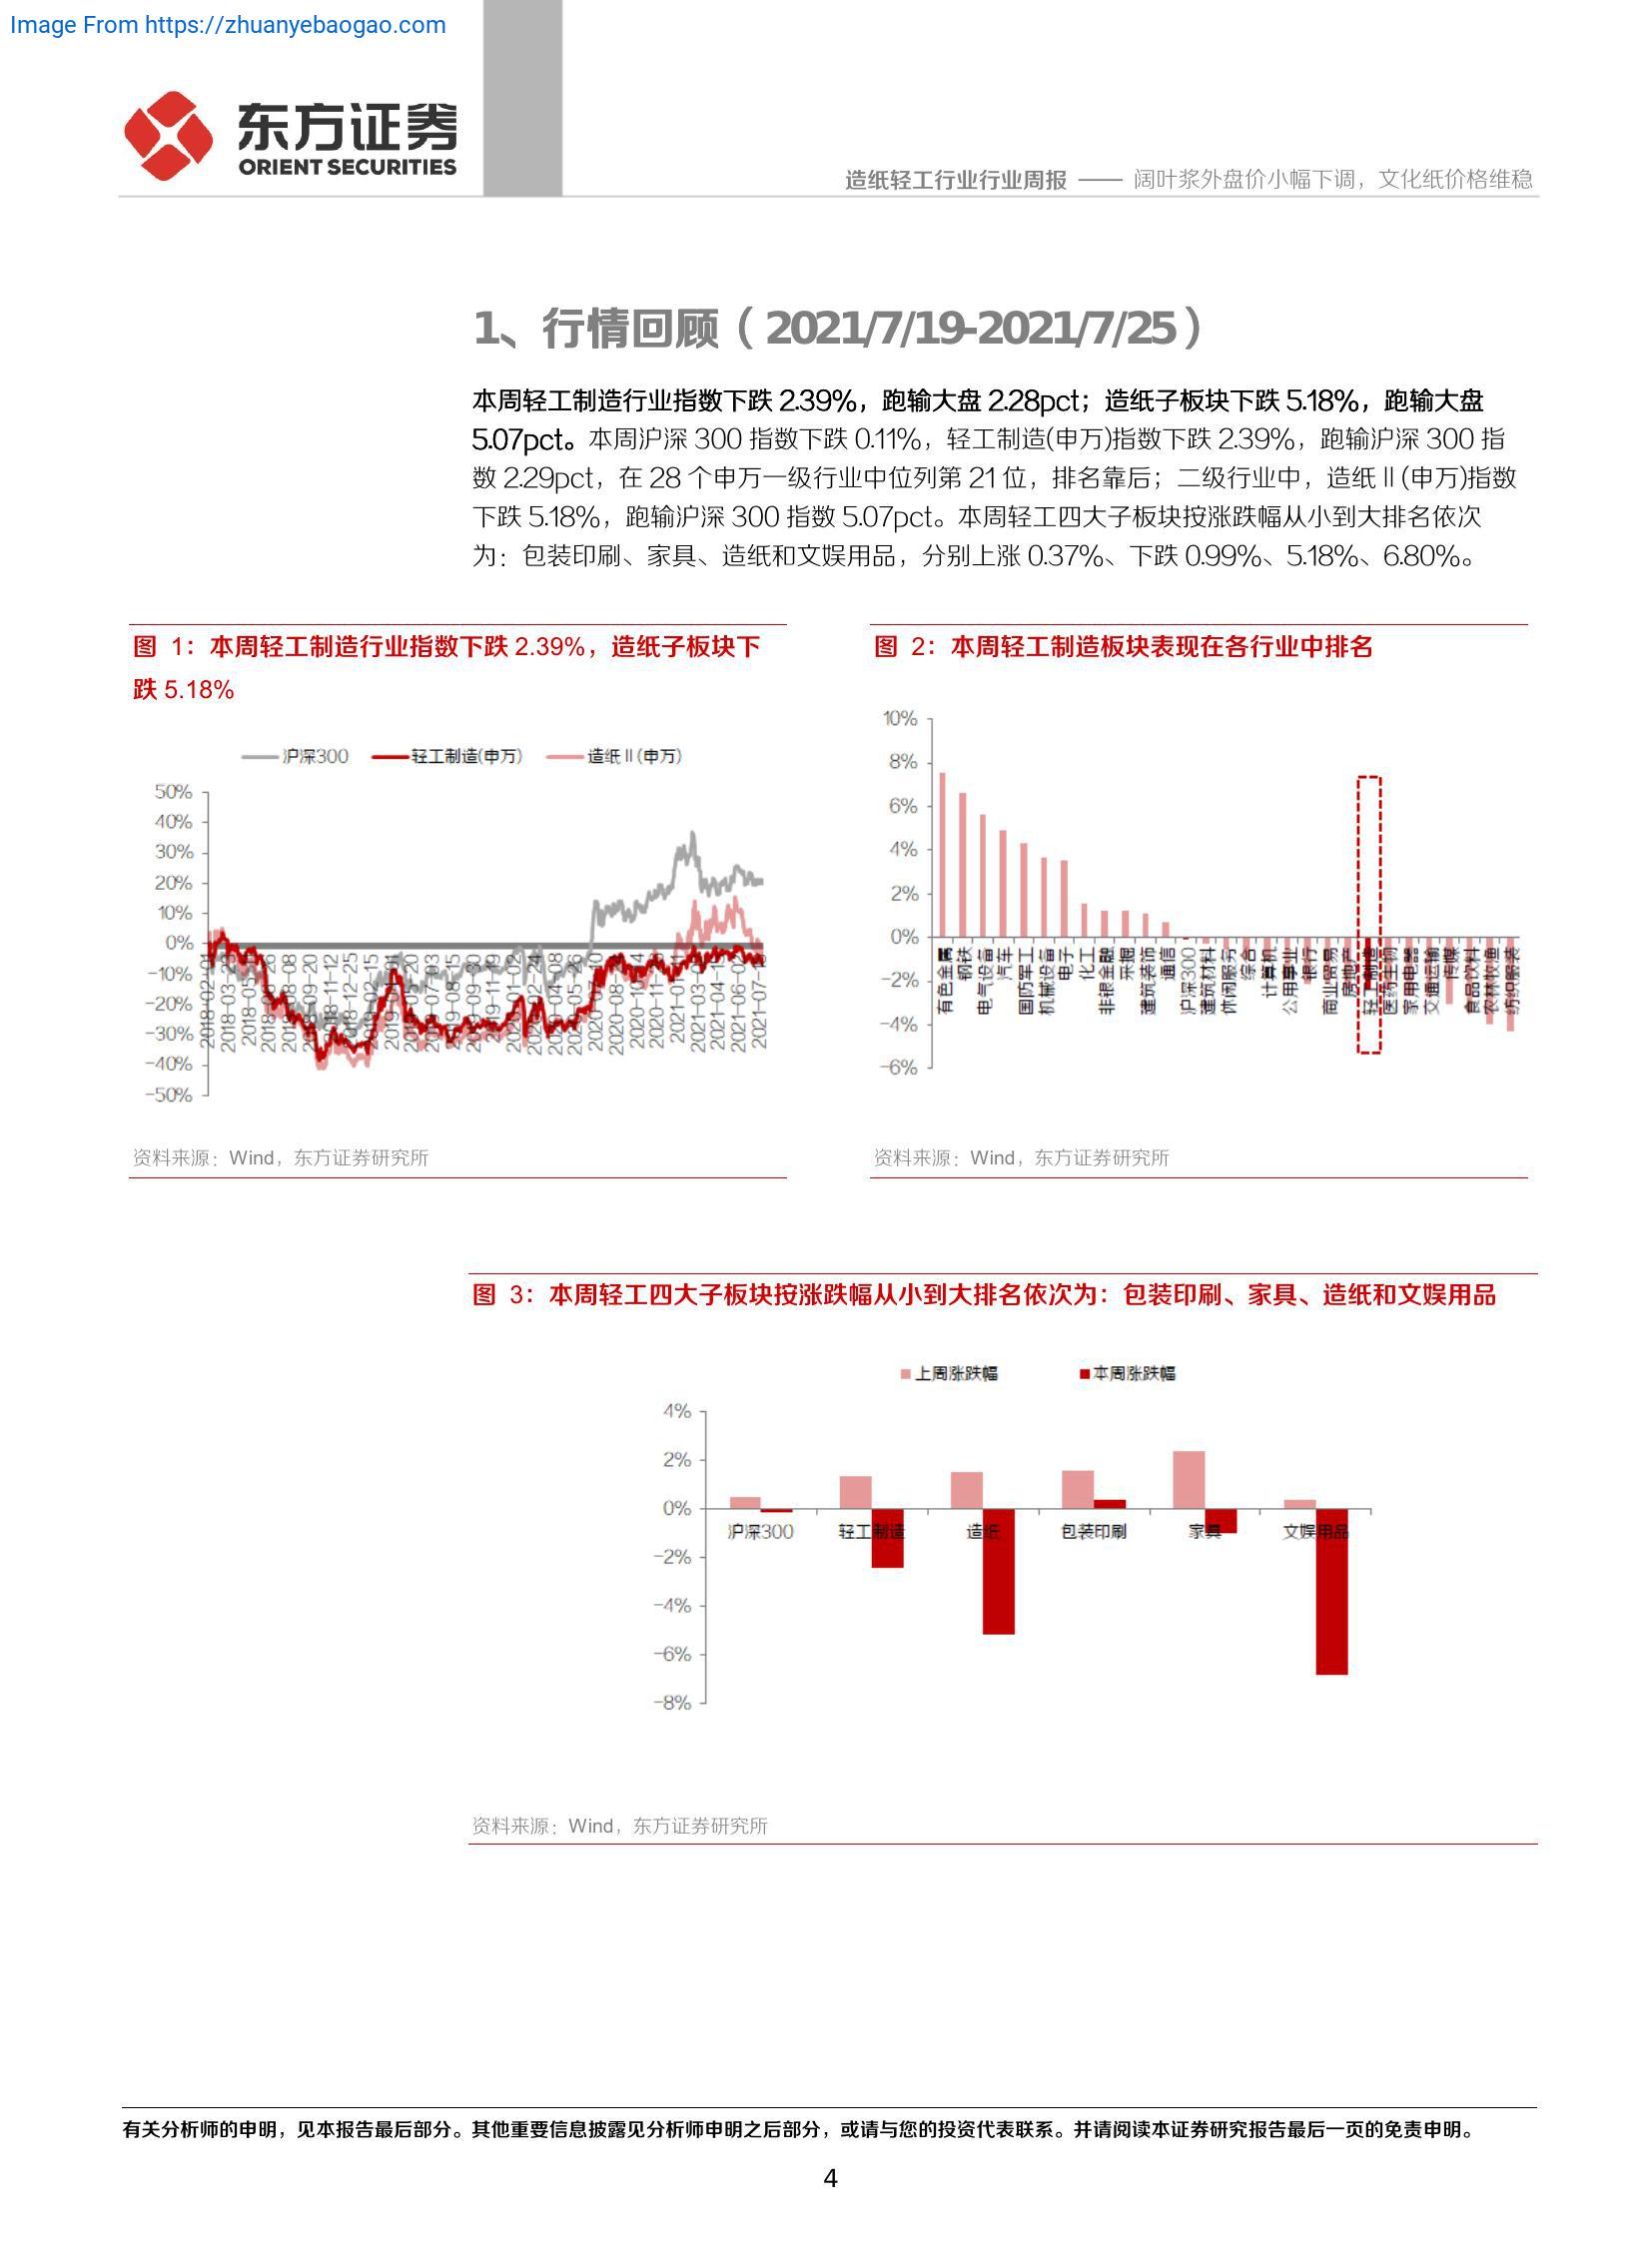 Image From https://zhuanyebaogao.com
东方证券
ORIENT SECURITIES
造纸轻工行业行业周报 —— 阔叶浆外盘价小幅下调，文化纸价格维稳
1、行情回顾（2021/7/19-2021/7/25）
本周轻工制造行业指数下跌 2.39%，跑输大盘 2.28pct；造纸子板块下跌 5.18%，跑输大盘
5.07pct。本周沪深 300 指数下跌 0.11%，轻工制造(申万)指数下跌 2.39%，跑输沪深 300 指
数 2.29pct，在 28 个申万一级行业中位列第 21 位，排名靠后；二级行业中，造纸Ⅱ(申万)指数
下跌 5.18%，跑输沪深 300 指数 5.07pct。本周轻工四大子板块按涨跌幅从小到大排名依次
为：包装印刷、家具、造纸和文娱用品，分别上涨 0.37%、下跌 0.99%、5.18%、6.80%。
图 1：本周轻工制造行业指数下跌 2.39%，造纸子板块下
跌 5.18%
沪深300 轻工制造(申万) 造纸Ⅱ(申万)
50%
40%
30%
20%
10%
0%
-10%
-20%
-30%
-40%
-50%
2018-02-01
2018-03-23
2018-08-08
2018-09-20
2018-11-12
2018-12-25
2019-02-15
2019-07-03
2019-08-15
2019-09-30
2019-11-19
2020-01-02
2020-02-24
2020-04-08
2020-05-26
2020-07-10
2020-10-14
2021-04-15
2021-06-02
资料来源：Wind，东方证券研究所
图 2：本周轻工制造板块表现在各行业中排名
10%
8%
6%
4%
2%
0%
-2%
-4%
-6%
有色金属
钢铁
电气设备
汽车
国防军工
机械设备
电子
化工
非银金融
采掘
建筑装饰
通信
沪深300
建筑材料
休闲服务
综合
计算机
公用事业
银行
商业贸易
房地产
轻工制造
医药生物
家用电器
交通运输
传媒
食品饮料
农林牧渔
纺织服装
资料来源：Wind，东方证券研究所
图 3：本周轻工四大子板块按涨跌幅从小到大排名依次为：包装印刷、家具、造纸和文娱用品
上周涨跌幅 本周涨跌幅
4%
2%
0%
-2%
-4%
-6%
-8%
沪深300 轻工制造 造纸 包装印刷 家具 文娱用品
资料来源：Wind，东方证券研究所
有关分析师的申明，见本报告最后部分。其他重要信息披露见分析师申明之后部分，或请与您的投资代表联系。并请阅读本证券研究报告最后一页的免责申明。
4